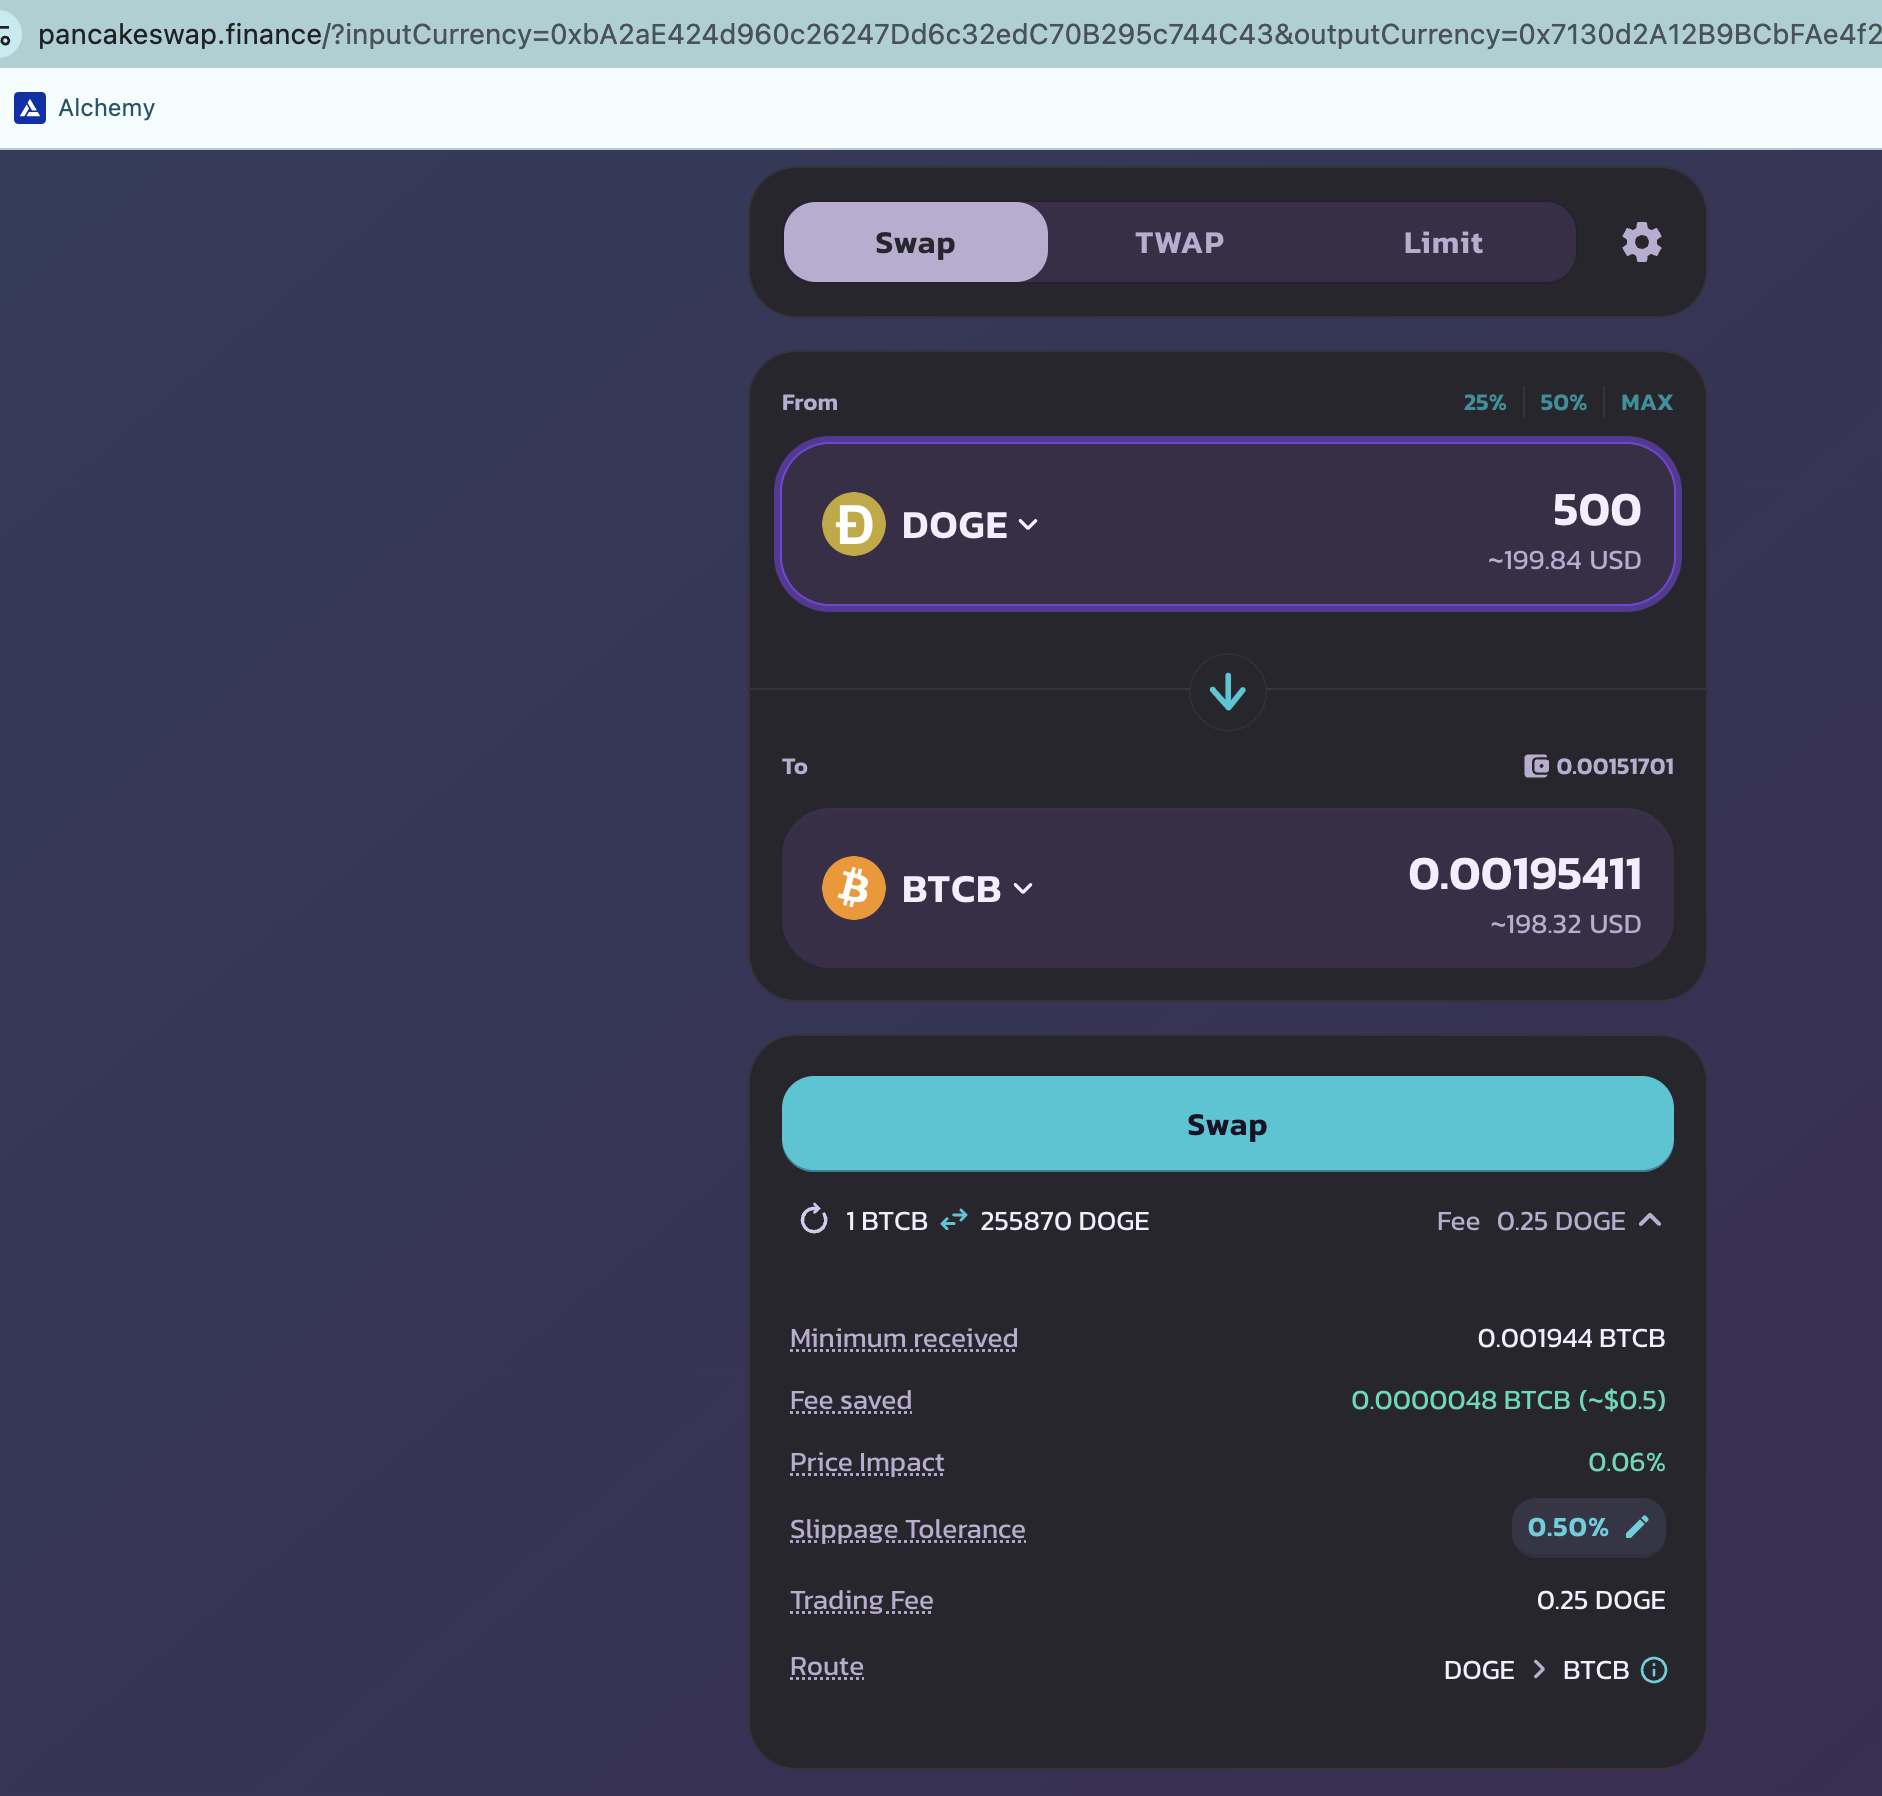 pancakeswap.finance/?inputCurrency=0xbA2aE424d960c26247Dd6c32edC70B295c744C43&outputCurrency=0x7130d2A12B9BCbFAe4f2
Alchemy
Swap TWAP Limit
From 25% 50% MAX
DOGE 500
~199.84 USD
To 0.00151701
BTCB 0.00195411
~198.32 USD
Swap
1 BTCB 255870 DOGE Fee 0.25 DOGE
Minimum received 0.001944 BTCB
Fee saved 0.0000048 BTCB (~$0.5)
Price Impact 0.06%
Slippage Tolerance 0.50%
Trading Fee 0.25 DOGE
Route DOGE > BTCB